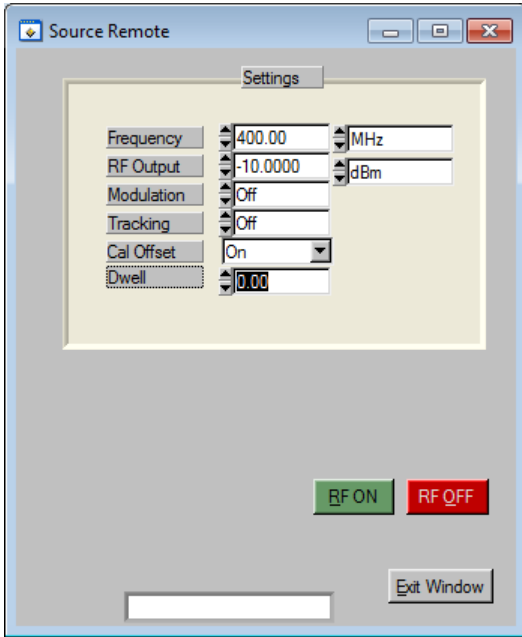 Source Remote
Settings
Frequency 400.00 MHz
RF Output -10.0000 dBm
Modulation Off
Tracking Off
Cal Offset On
Dwell 0.00
RF ON RF OFF
Exit Window